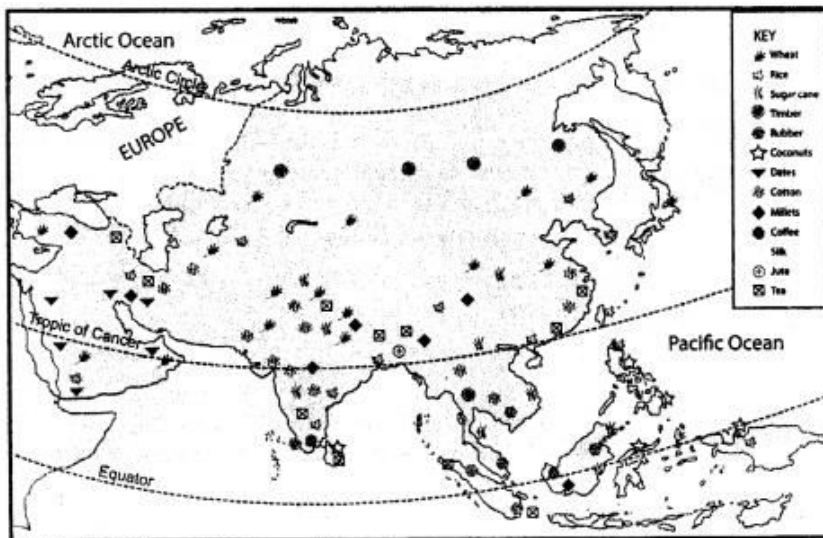 Arctic Ocean
Arctic Circle
EUROPE
Tropic of Cancer
Pacific Ocean
Equator
KEY
Wheat
Rice
Sugar cane
Timber
Rubber
Coconuts
Dates
Cotton
Millets
Coffee
Silk
Jute
Tea